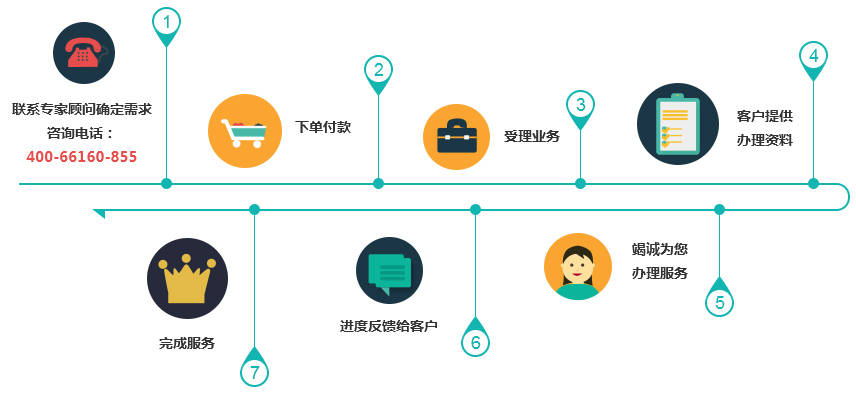 1
联系专家顾问确定需求
咨询电话：
400-66160-855
2
下单付款
3
受理业务
4
客户提供
办理资料
5
竭诚为您
办理服务
6
进度反馈给客户
7
完成服务